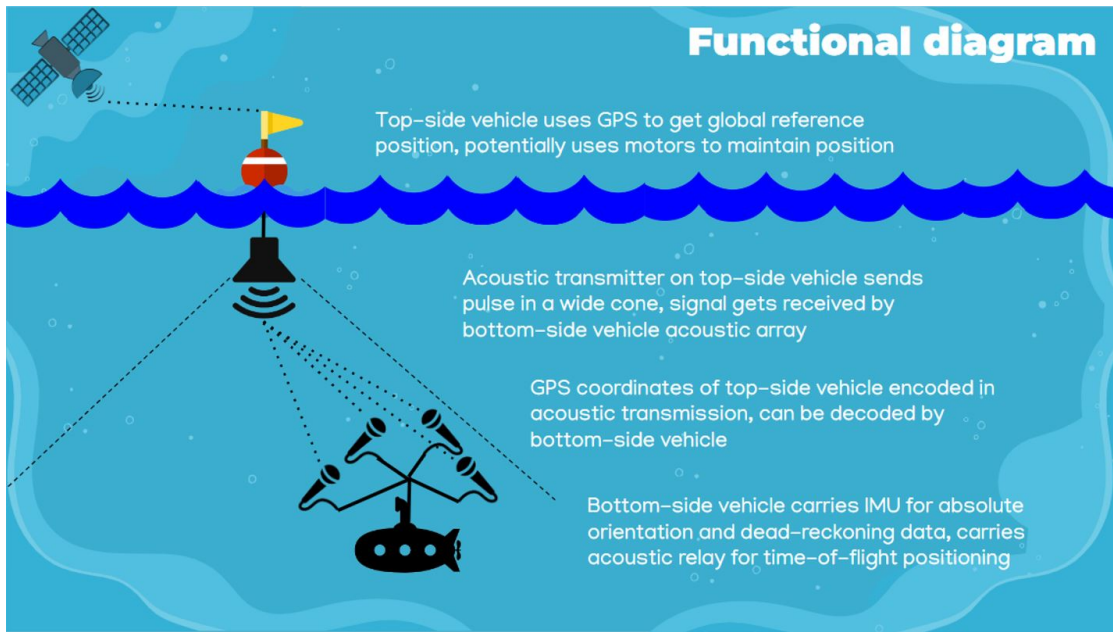 Functional diagram
Top-side vehicle uses GPS to get global reference
position, potentially uses motors to maintain position
Acoustic transmitter on top-side vehicle sends
pulse in a wide cone, signal gets received by
bottom-side vehicle acoustic array
GPS coordinates of top-side vehicle encoded in
acoustic transmission, can be decoded by
bottom-side vehicle
Bottom-side vehicle carries IMU for absolute
orientation and dead-reckoning data, carries
acoustic relay for time-of-flight positioning